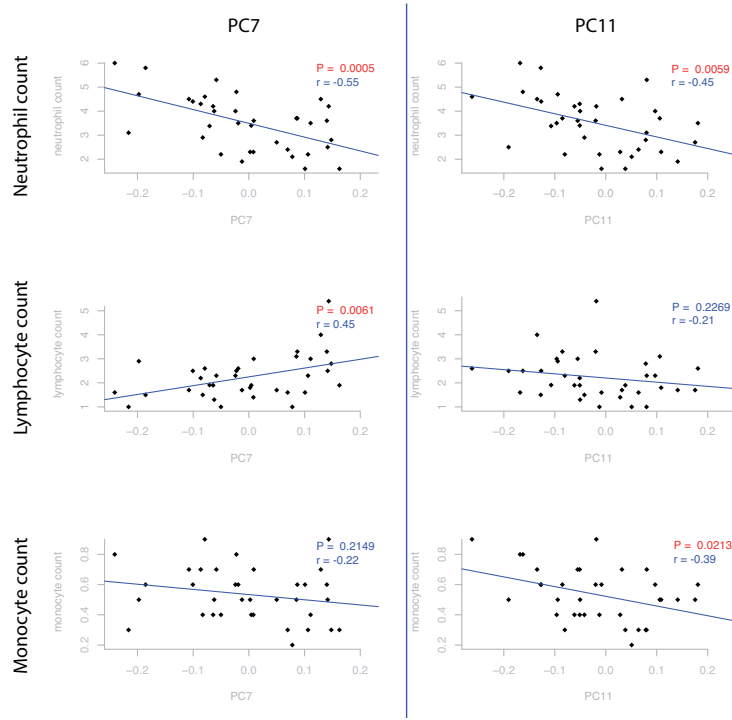 PC7
PC11
Neutrophil count
neutrophil count
6
5
4
3
2
P = 0.0005
r = -0.55
-0.2 -0.1 0.0 0.1 0.2
PC7
neutrophil count
6
5
4
3
2
P = 0.0059
r = -0.45
-0.2 -0.1 0.0 0.1 0.2
PC11
Lymphocyte count
lymphocyte count
5
4
3
2
1
P = 0.0061
r = 0.45
-0.2 -0.1 0.0 0.1 0.2
PC7
lymphocyte count
5
4
3
2
1
P = 0.2269
r = -0.21
-0.2 -0.1 0.0 0.1 0.2
PC11
Monocyte count
monocyte count
0.8
0.6
0.4
0.2
P = 0.2149
r = -0.22
-0.2 -0.1 0.0 0.1 0.2
PC7
monocyte count
0.8
0.6
0.4
0.2
P = 0.0213
r = -0.39
-0.2 -0.1 0.0 0.1 0.2
PC11